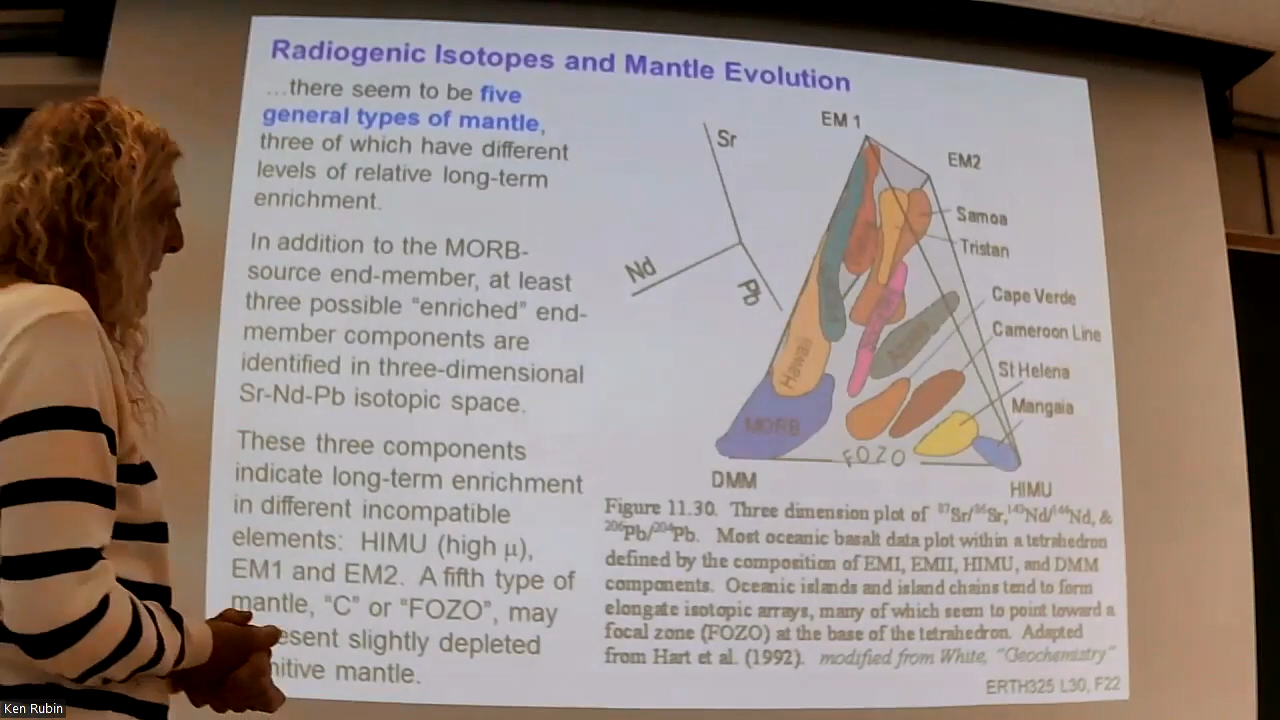 Radiogenic Isotopes and Mantle Evolution
…there seem to be five
general types of mantle,
three of which have different
levels of relative long-term
enrichment.
In addition to the MORB-
source end-member, at least
three possible "enriched" end-
member components are
identified in three-dimensional
Sr-Nd-Pb isotopic space.
These three components
indicate long-term enrichment
in different incompatible
elements: HIMU (high μ),
EM1 and EM2. A fifth type of
mantle, "C" or "FOZO", may
esent slightly depleted
nitive mantle.
Sr
Nd
Pb
EM 1
EM2
Samoa
Tristan
Cape Verde
Cameroon Line
St Helena
Mangaia
Hawaii
MORB
FOZO
DMM
HIMU
Figure 11.30. Three dimension plot of ⁸⁷Sr/⁸⁶Sr, ¹⁴³Nd/¹⁴⁴Nd, &
²⁰⁶Pb/²⁰⁴Pb. Most oceanic basalt data plot within a tetrahedron
defined by the composition of EMI, EMII, HIMU, and DMM
components. Oceanic islands and island chains tend to form
elongate isotopic arrays, many of which seem to point toward a
focal zone (FOZO) at the base of the tetrahedron. Adapted
from Hart et al. (1992). modified from White, "Geochemistry"
ERTH325 L30, F22
Ken Rubin